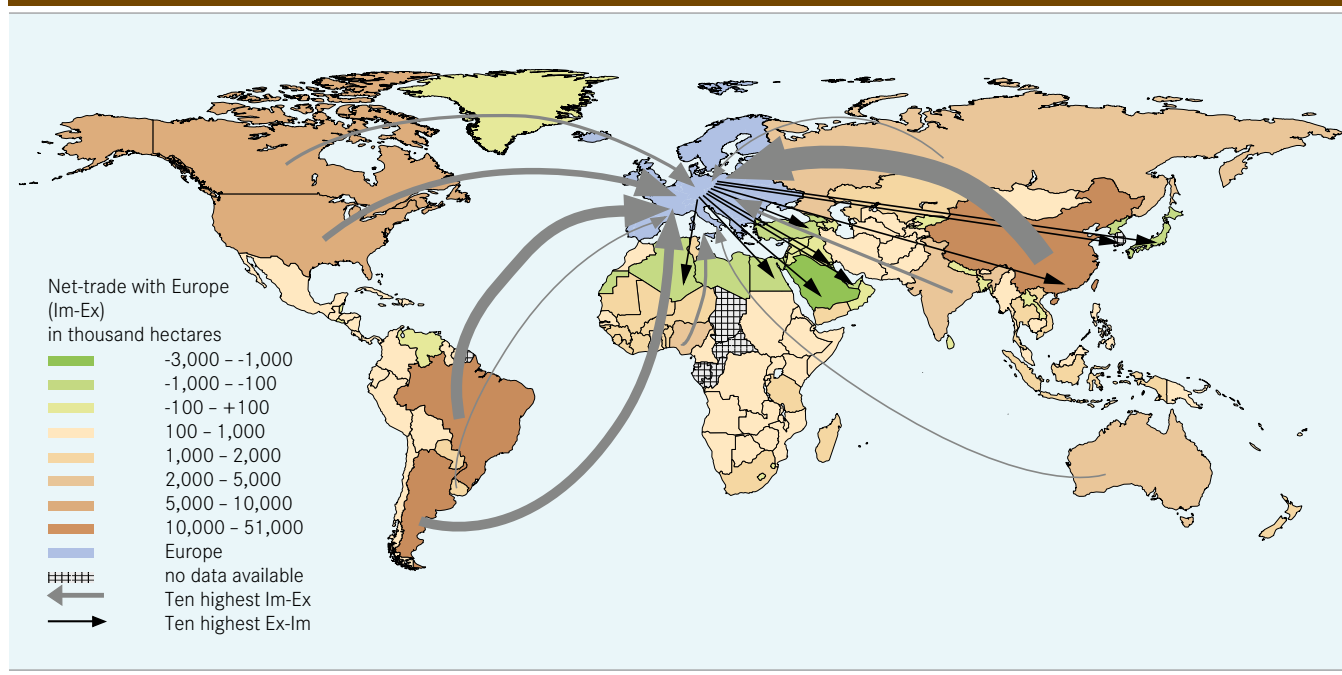 Net-trade with Europe
(Im-Ex)
in thousand hectares
-3,000 – -1,000
-1,000 – -100
-100 – +100
100 – 1,000
1,000 – 2,000
2,000 – 5,000
5,000 – 10,000
10,000 – 51,000
Europe
no data available
Ten highest Im-Ex
Ten highest Ex-Im